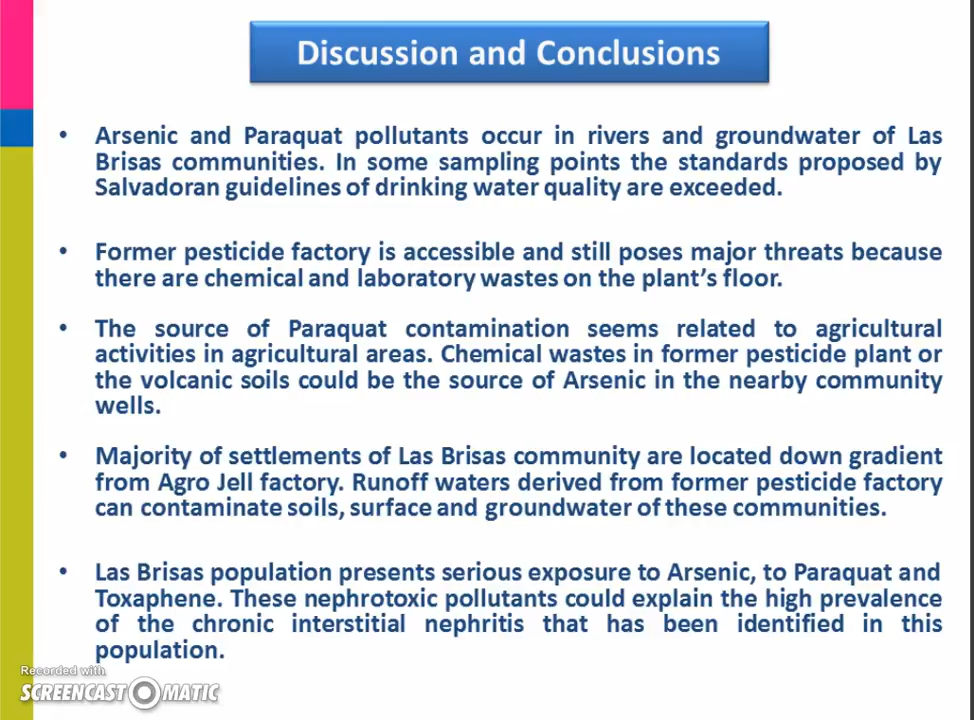 Discussion and Conclusions
• Arsenic and Paraquat pollutants occur in rivers and groundwater of Las
Brisas communities. In some sampling points the standards proposed by
Salvadoran guidelines of drinking water quality are exceeded.
• Former pesticide factory is accessible and still poses major threats because
there are chemical and laboratory wastes on the plant's floor.
• The source of Paraquat contamination seems related to agricultural
activities in agricultural areas. Chemical wastes in former pesticide plant or
the volcanic soils could be the source of Arsenic in the nearby community
wells.
• Majority of settlements of Las Brisas community are located down gradient
from Agro Jell factory. Runoff waters derived from former pesticide factory
can contaminate soils, surface and groundwater of these communities.
• Las Brisas population presents serious exposure to Arsenic, to Paraquat and
Toxaphene. These nephrotoxic pollutants could explain the high prevalence
of the chronic interstitial nephritis that has been identified in this
population.
Recorded with
SCREENCAST-O-MATIC